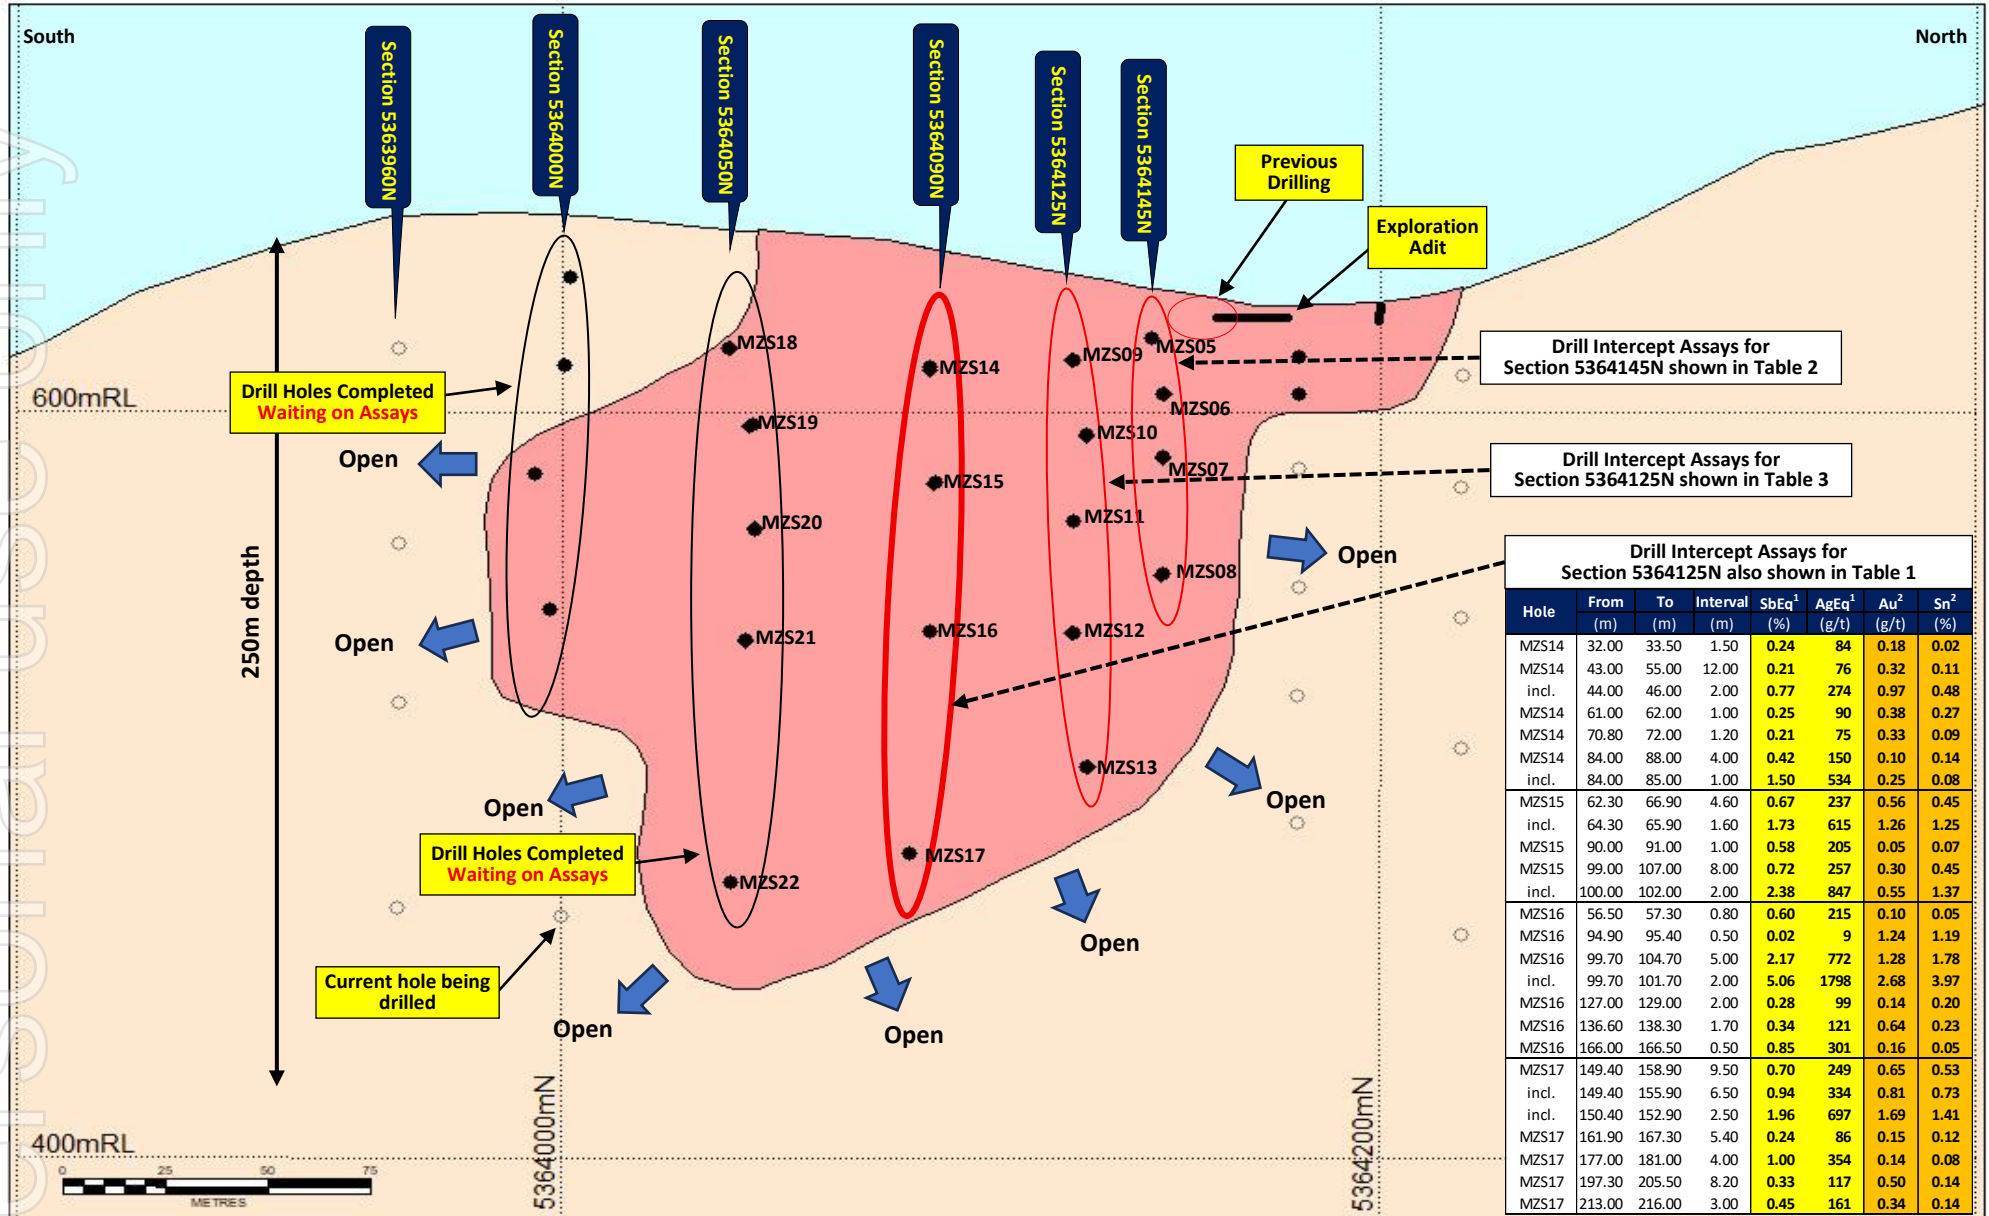 South
North
Section 5363960N
Section 5364000N
Section 5364050N
Section 5364090N
Section 5364125N
Section 5364145N
Previous
Drilling
Exploration
Adit
Drill Holes Completed
Waiting on Assays
600mRL
MZS18
MZS19
MZS20
MZS21
MZS22
MZS14
MZS15
MZS16
MZS17
MZS09
MZS10
MZS11
MZS12
MZS13
MZS05
MZS06
MZS07
MZS08
Drill Intercept Assays for
Section 5364145N shown in Table 2
Drill Intercept Assays for
Section 5364125N shown in Table 3
Open
Open
Open
Open
Open
Open
Open
Open
250m depth
Drill Holes Completed
Waiting on Assays
Current hole being
drilled
400mRL
0 25 50 75
METRES
5364000mN
5364200mN
Drill Intercept Assays for
Section 5364125N also shown in Table 1
Hole From To Interval SbEq¹ AgEq¹ Au² Sn²
(m) (m) (m) (%) (g/t) (g/t) (%)
MZS14 32.00 33.50 1.50 0.24 84 0.18 0.02
MZS14 43.00 55.00 12.00 0.21 76 0.32 0.11
incl. 44.00 46.00 2.00 0.77 274 0.97 0.48
MZS14 61.00 62.00 1.00 0.25 90 0.38 0.27
MZS14 70.80 72.00 1.20 0.21 75 0.33 0.09
MZS14 84.00 88.00 4.00 0.42 150 0.10 0.14
incl. 84.00 85.00 1.00 1.50 534 0.25 0.08
MZS15 62.30 66.90 4.60 0.67 237 0.56 0.45
incl. 64.30 65.90 1.60 1.73 615 1.26 1.25
MZS15 90.00 91.00 1.00 0.58 205 0.05 0.07
MZS15 99.00 107.00 8.00 0.72 257 0.30 0.45
incl. 100.00 102.00 2.00 2.38 847 0.55 1.37
MZS16 56.50 57.30 0.80 0.60 215 0.10 0.05
MZS16 94.90 95.40 0.50 0.02 9 1.24 1.19
MZS16 99.70 104.70 5.00 2.17 772 1.28 1.78
incl. 99.70 101.70 2.00 5.06 1798 2.68 3.97
MZS16 127.00 129.00 2.00 0.28 99 0.14 0.20
MZS16 136.60 138.30 1.70 0.34 121 0.64 0.23
MZS16 166.00 166.50 0.50 0.85 301 0.16 0.05
MZS17 149.40 158.90 9.50 0.70 249 0.65 0.53
incl. 149.40 155.90 6.50 0.94 334 0.81 0.73
incl. 150.40 152.90 2.50 1.96 697 1.69 1.41
MZS17 161.90 167.30 5.40 0.24 86 0.15 0.12
MZS17 177.00 181.00 4.00 1.00 354 0.14 0.08
MZS17 197.30 205.50 8.20 0.33 117 0.50 0.14
MZS17 213.00 216.00 3.00 0.45 161 0.34 0.14